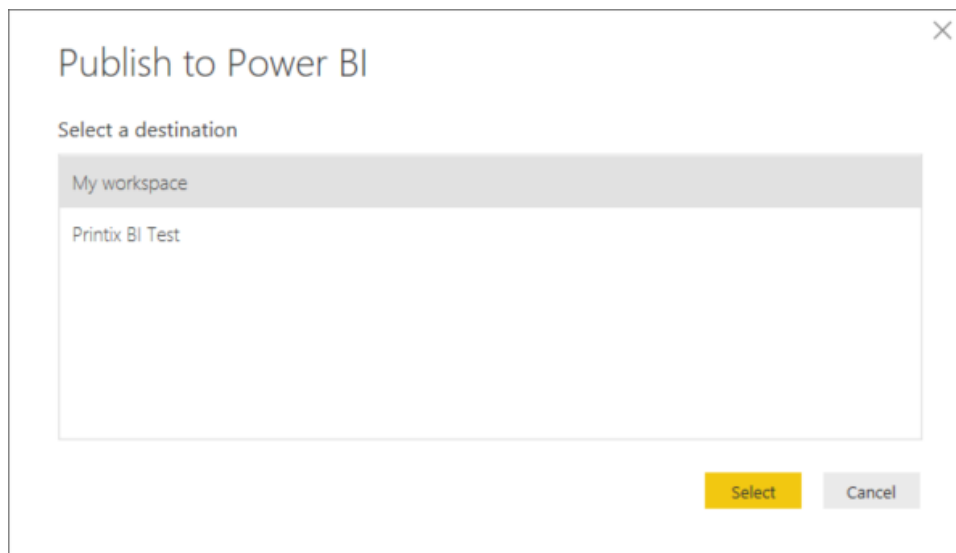 Publish to Power BI
Select a destination
My workspace
Printix BI Test
Select
Cancel